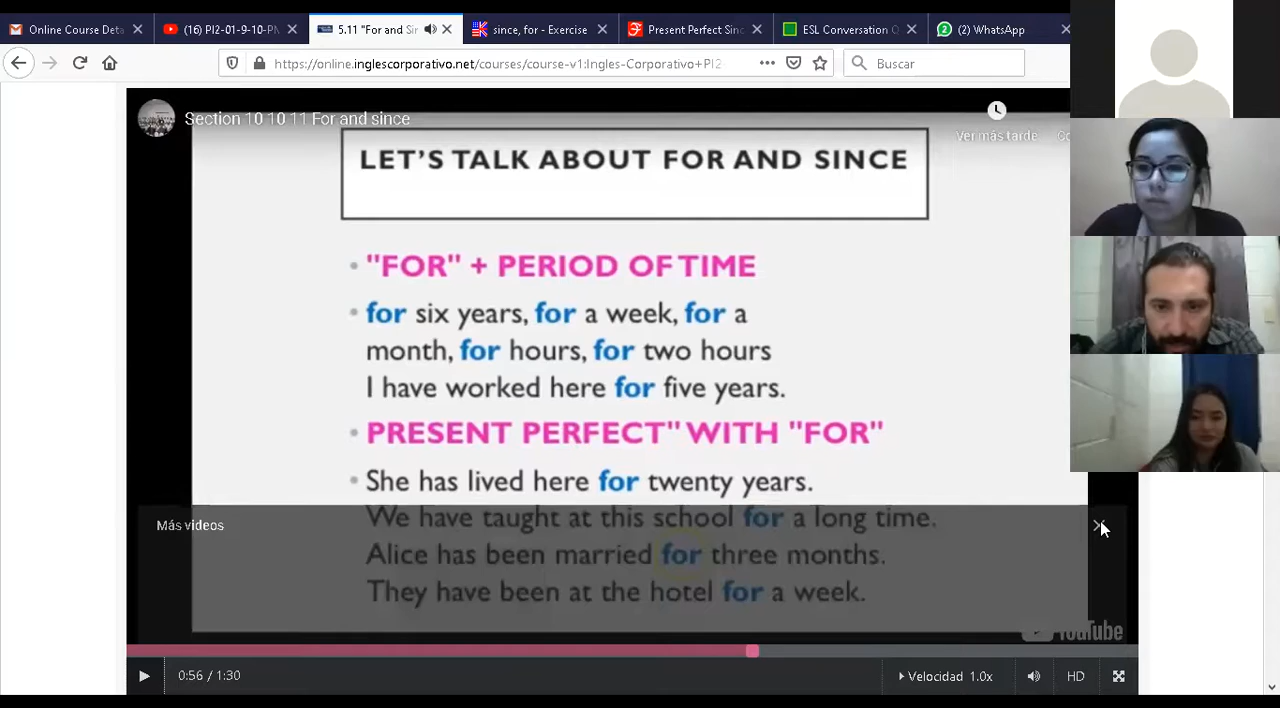 Online Course Deta
(16) PI2-01-9-10-PN
5.11 "For and Sin
since, for - Exercise
Present Perfect Sinc
ESL Conversation Q
(2) WhatsApp
https://online.inglescorporativo.net/courses/course-v1:Ingles-Corporativo+PI2
Buscar
Section 10 10 11 For and since
Ver más tarde
Co
LET'S TALK ABOUT FOR AND SINCE
"FOR" + PERIOD OF TIME
for six years, for a week, for a
month, for hours, for two hours
I have worked here for five years.
PRESENT PERFECT" WITH "FOR"
She has lived here for twenty years.
We have taught at this school for a long time.
Alice has been married for three months.
They have been at the hotel for a week.
Más videos
YouTube
0:56 / 1:30
Velocidad 1.0x
HD